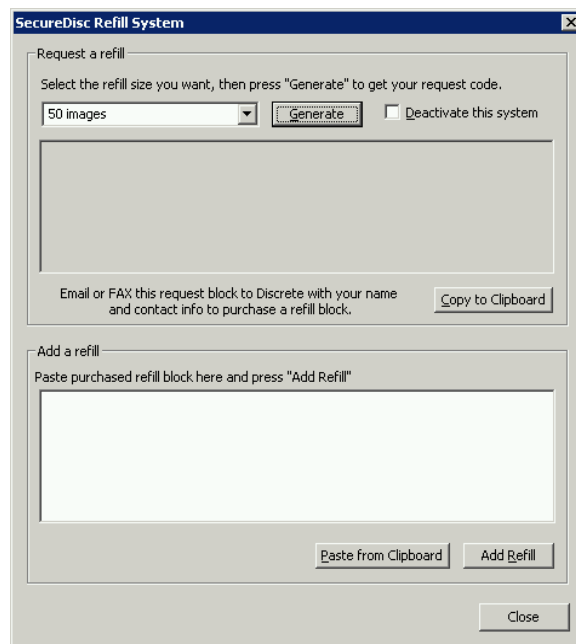 SecureDisc Refill System
Request a refill
Select the refill size you want, then press "Generate" to get your request code.
50 images Generate Deactivate this system
Email or FAX this request block to Discrete with your name
and contact info to purchase a refill block.
Copy to Clipboard
Add a refill
Paste purchased refill block here and press "Add Refill"
Paste from Clipboard Add Refill
Close